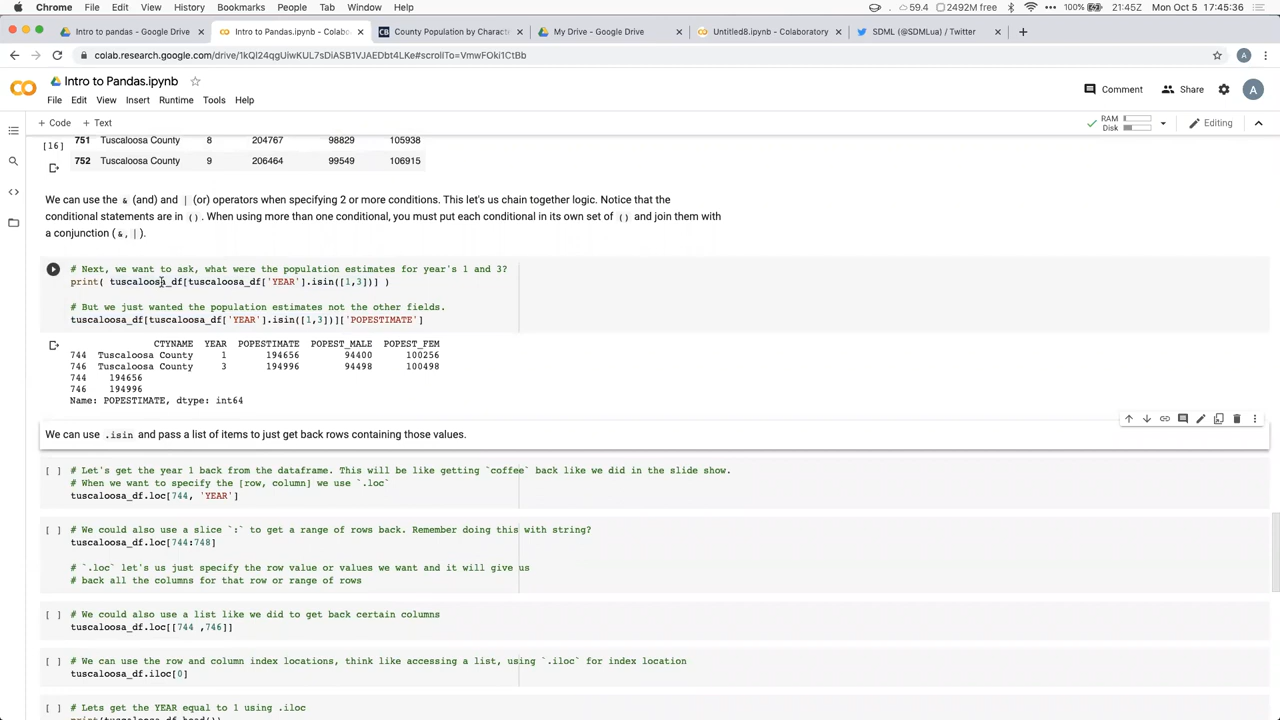 Chrome File Edit View History Bookmarks People Tab Window Help
59.4 2492M free 100% 21:45Z Mon Oct 5 17:45:36
Intro to pandas - Google Drive
Intro to Pandas.ipynb - Colabo
County Population by Charact
My Drive - Google Drive
Untitled8.ipynb - Colaboratory
SDML (@SDMLua) / Twitter
colab.research.google.com/drive/1kQl24qgUiwKUL7sDiASB1VJAEDbt4LKe#scrollTo=VmwFOki1CtBb
A
Intro to Pandas.ipynb
Comment Share A
File Edit View Insert Runtime Tools Help
+ Code + Text
RAM
Disk
Editing
[16] 751 Tuscaloosa County 8 204767 98829 105938
752 Tuscaloosa County 9 206464 99549 106915
We can use the & (and) and | (or) operators when specifying 2 or more conditions. This let's us chain together logic. Notice that the
conditional statements are in (). When using more than one conditional, you must put each conditional in its own set of () and join them with
a conjunction (&, |).
# Next, we want to ask, what were the population estimates for year's 1 and 3?
print( tuscaloosa_df[tuscaloosa_df['YEAR'].isin([1,3])] )
# But we just wanted the population estimates not the other fields.
tuscaloosa_df[tuscaloosa_df['YEAR'].isin([1,3])]['POPESTIMATE']
CTYNAME YEAR POPESTIMATE POPEST_MALE POPEST_FEM
744 Tuscaloosa County 1 194656 94400 100256
746 Tuscaloosa County 3 194996 94498 100498
744 194656
746 194996
Name: POPESTIMATE, dtype: int64
We can use .isin and pass a list of items to just get back rows containing those values.
[ ] # Let's get the year 1 back from the dataframe. This will be like getting `coffee` back like we did in the slide show.
# When we want to specify the [row, column] we use `.loc`
tuscaloosa_df.loc[744, 'YEAR']
[ ] # We could also use a slice `:` to get a range of rows back. Remember doing this with string?
tuscaloosa_df.loc[744:748]
# `.loc` let's us just specify the row value or values we want and it will give us
# back all the columns for that row or range of rows
[ ] # We could also use a list like we did to get back certain columns
tuscaloosa_df.loc[[744 ,746]]
[ ] # We can use the row and column index locations, think like accessing a list, using `.iloc` for index location
tuscaloosa_df.iloc[0]
[ ] # Lets get the YEAR equal to 1 using .iloc
print(tuscaloosa_df.head())